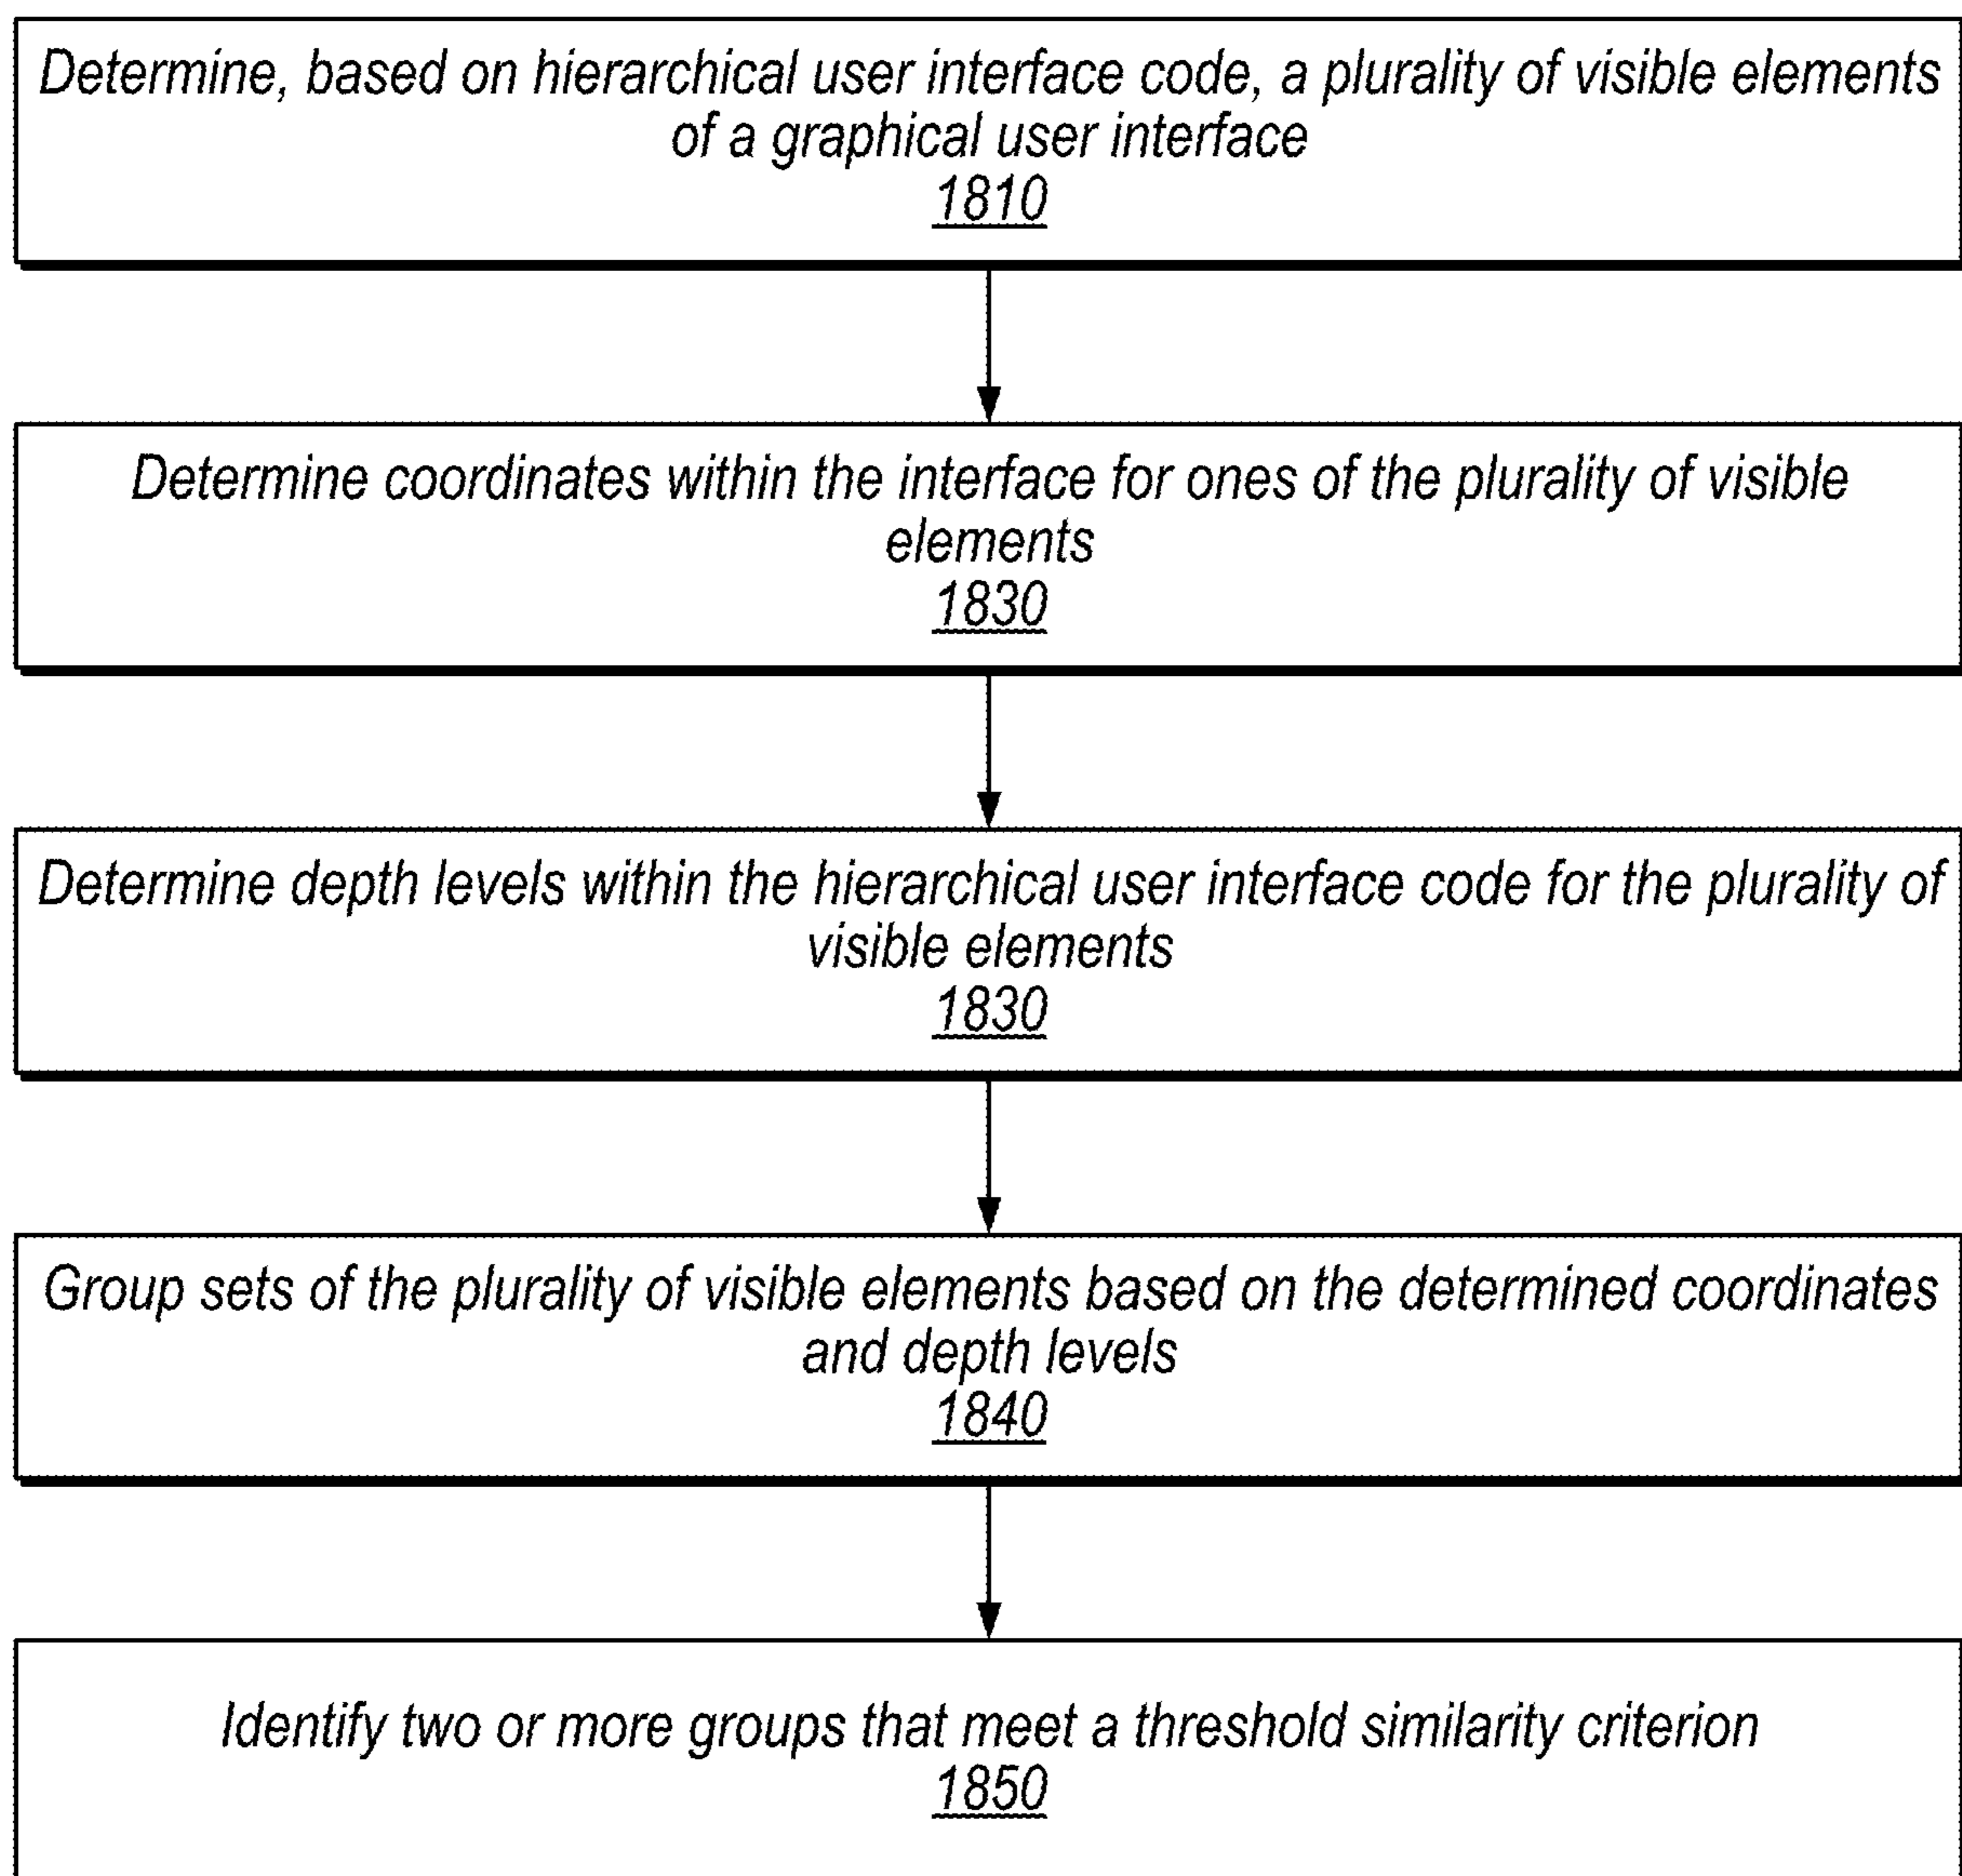 Determine, based on hierarchical user interface code, a plurality of visible elements
of a graphical user interface
1810
Determine coordinates within the interface for ones of the plurality of visible
elements
1830
Determine depth levels within the hierarchical user interface code for the plurality of
visible elements
1830
Group sets of the plurality of visible elements based on the determined coordinates
and depth levels
1840
Identify two or more groups that meet a threshold similarity criterion
1850